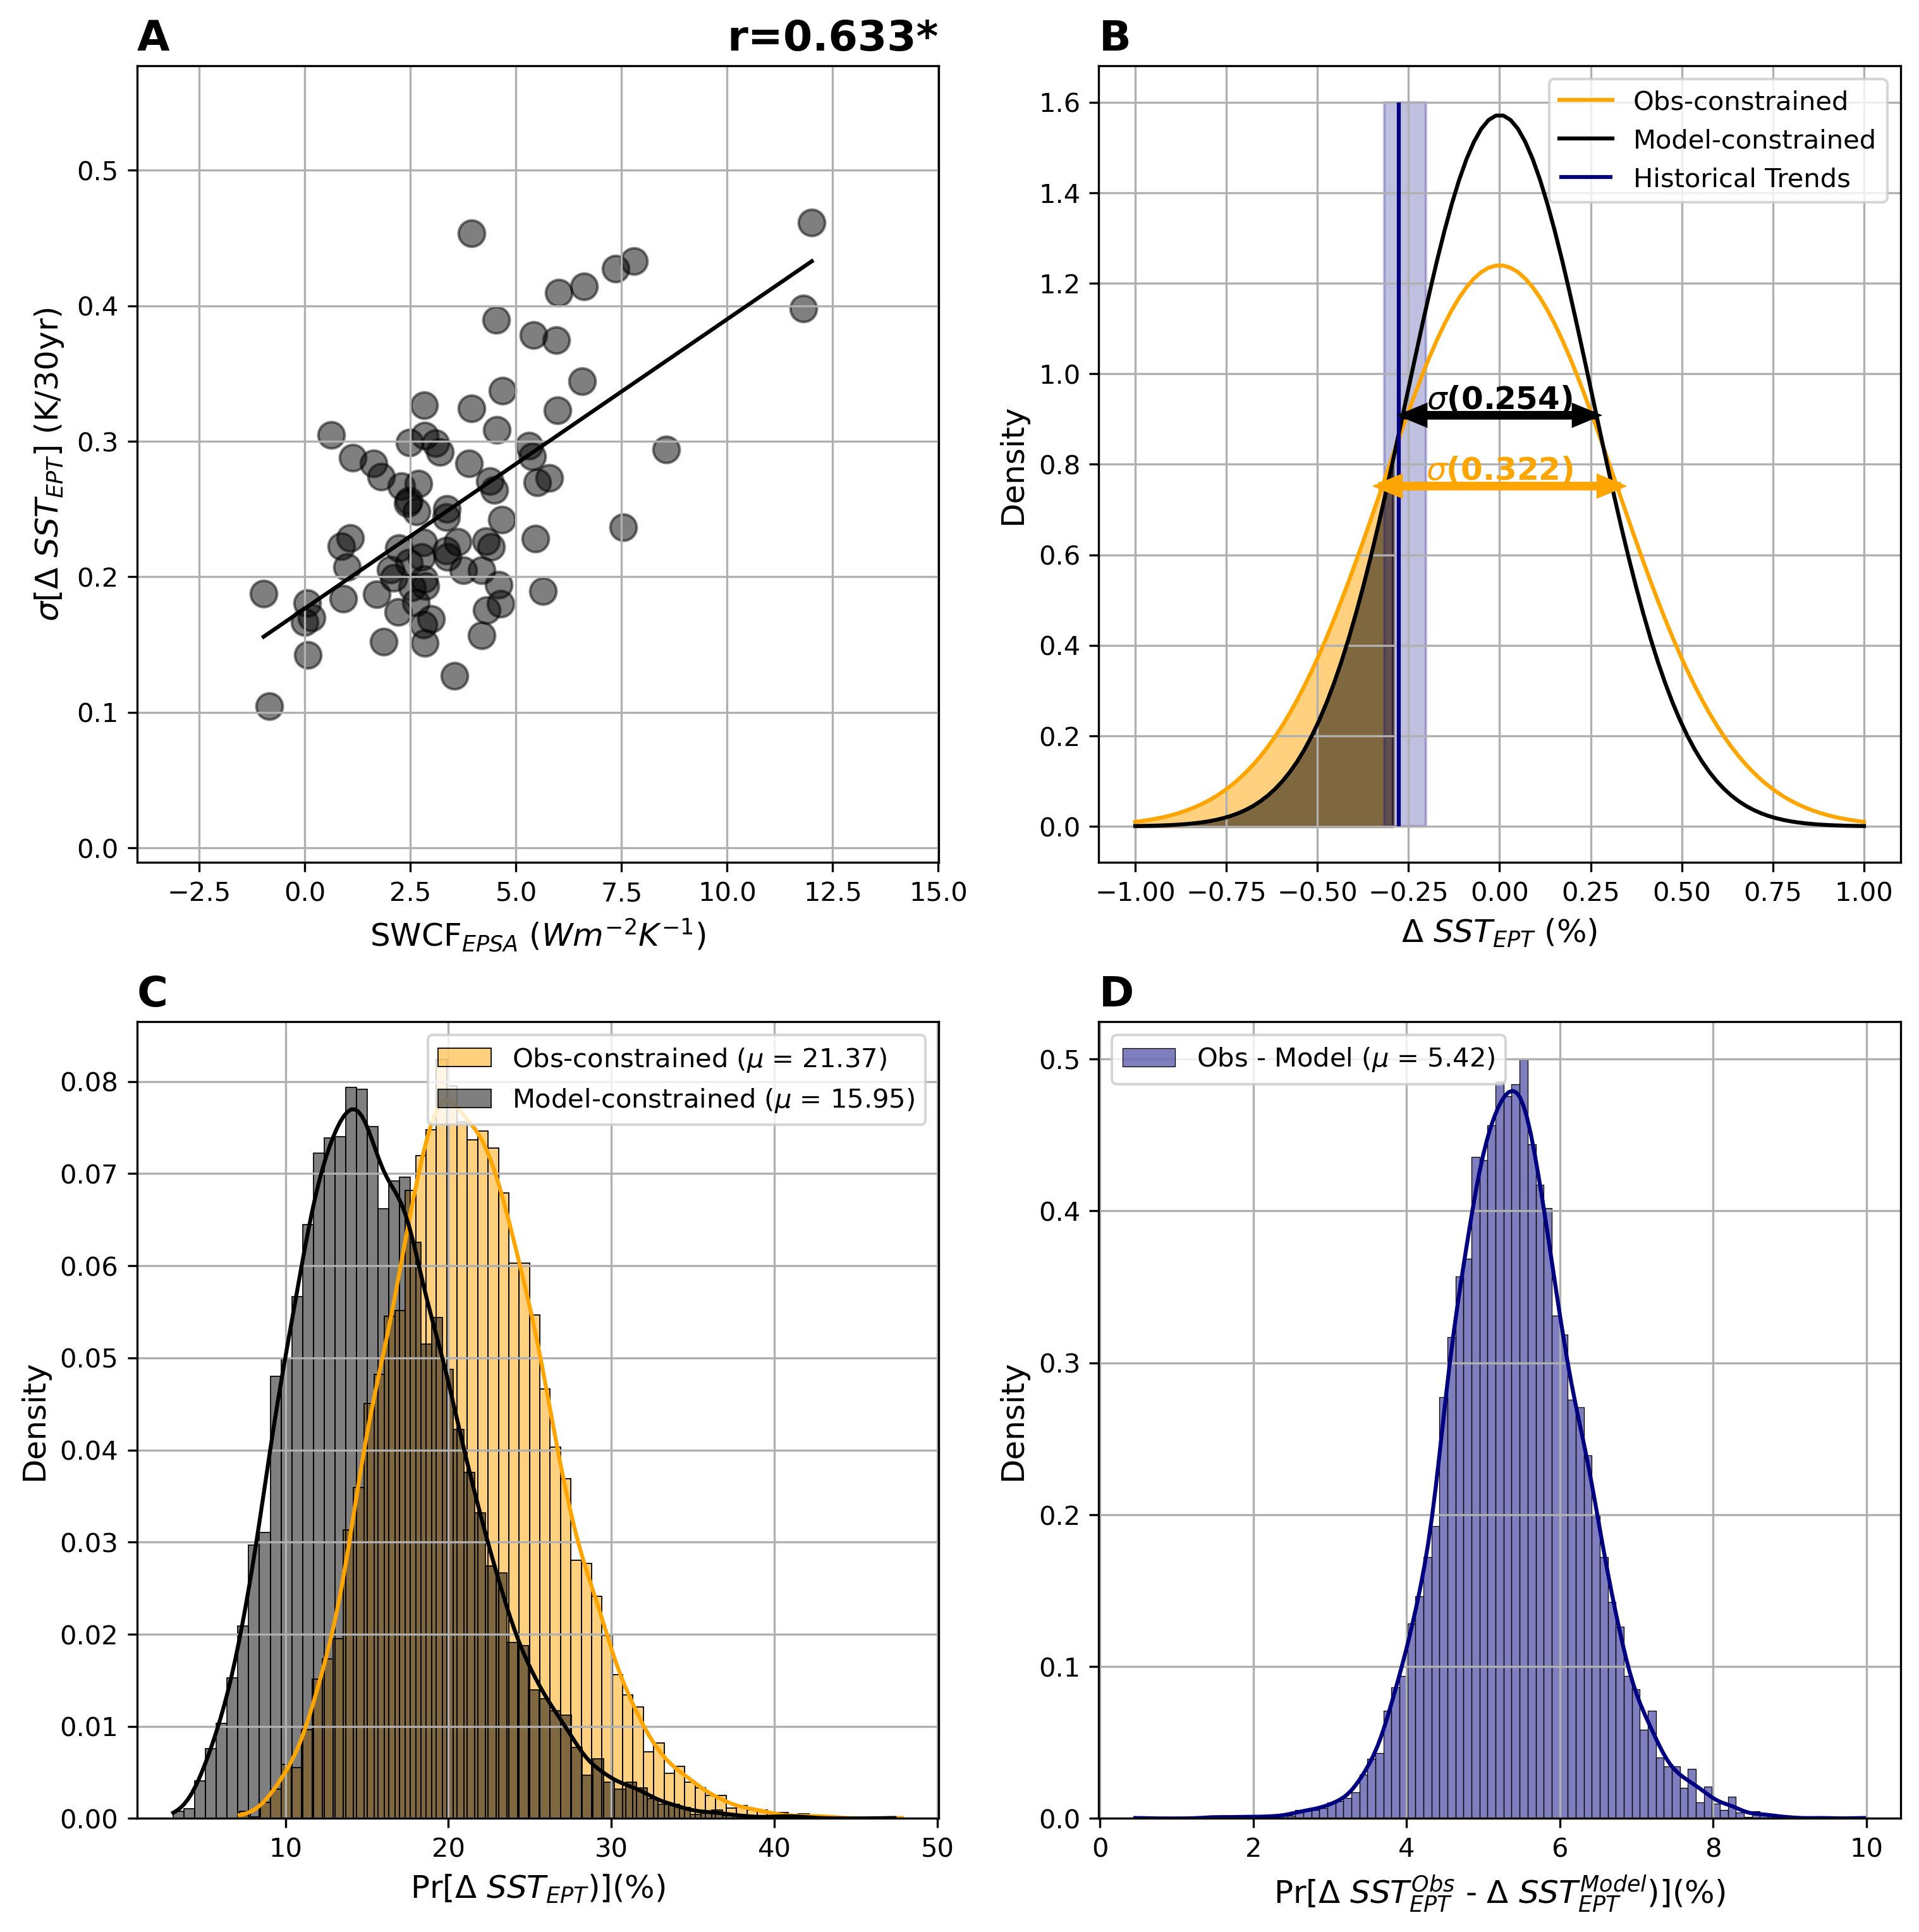 A
r=0.633*
0.5
0.4
0.3
0.2
0.1
0.0
σ[Δ SST_EPT] (K/30yr)
−2.5 0.0 2.5 5.0 7.5 10.0 12.5 15.0
SWCF_EPSA (Wm⁻²K⁻¹)
B
Obs-constrained
Model-constrained
Historical Trends
1.6
1.4
1.2
1.0
0.8
0.6
0.4
0.2
0.0
Density
σ(0.254)
σ(0.322)
−1.00 −0.75 −0.50 −0.25 0.00 0.25 0.50 0.75 1.00
Δ SST_EPT (%)
C
Obs-constrained (μ = 21.37)
Model-constrained (μ = 15.95)
0.08
0.07
0.06
0.05
0.04
0.03
0.02
0.01
0.00
Density
10 20 30 40 50
Pr[Δ SST_EPT)](%)
D
Obs - Model (μ = 5.42)
0.5
0.4
0.3
0.2
0.1
0.0
Density
0 2 4 6 8 10
Pr[Δ SST_EPT^Obs - Δ SST_EPT^Model)](%)